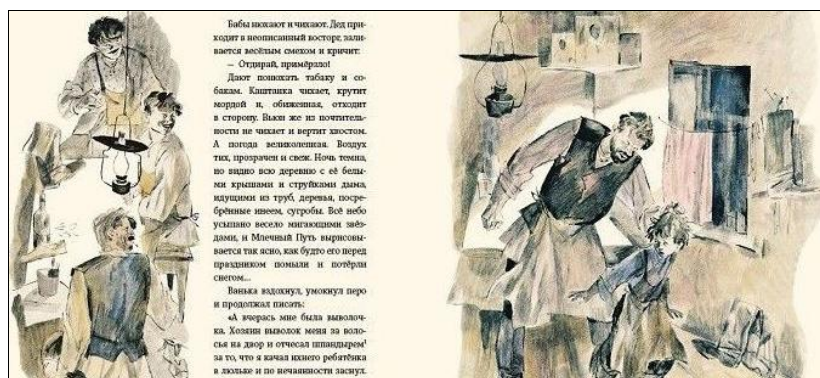 Бабы нюхают и чихают. Дед при-
ходит в неописанный восторг, зали-
вается весёлым смехом и кричит:
— Отдирай, примёрзло!
Дают понюхать табаку и со-
бакам. Каштанка чихает, крутит
мордой и, обиженная, отходит
в сторону. Вьюн же из почтитель-
ности не чихает и вертит хвостом.
А погода великолепная. Воздух
тих, прозрачен и свеж. Ночь темна,
но видно всю деревню с её белы-
ми крышами и струйками дыма,
идущими из труб, деревья, посре-
брённые инеем, сугробы. Всё небо
усыпано весело мигающими звёз-
дами, и Млечный Путь вырисовы-
вается так ясно, как будто его перед
праздником помыли и потёрли
снегом...
Ванька вздохнул, умокнул перо
и продолжал писать:
«А вчерась мне была выволоч-
ка. Хозяин выволок меня за воло-
сья на двор и отчесал шпандырем¹
за то, что я качал ихнего ребятёнка
в люльке и по нечаянности заснул.